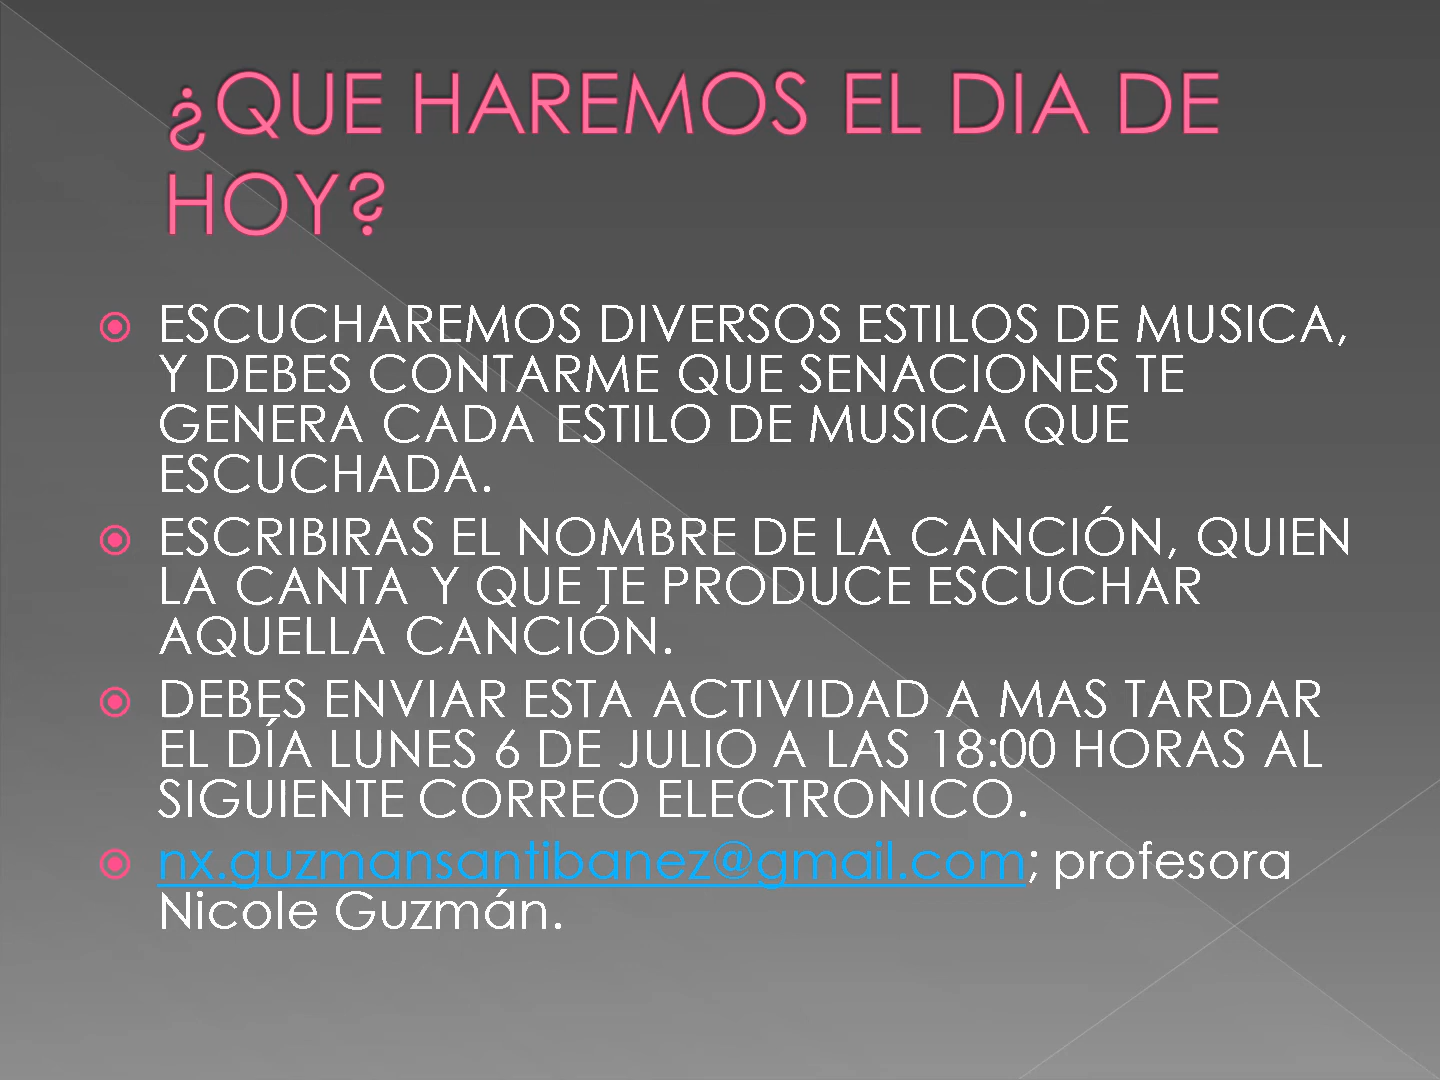 ¿QUE HAREMOS EL DIA DE
HOY?
ESCUCHAREMOS DIVERSOS ESTILOS DE MUSICA,
Y DEBES CONTARME QUE SENACIONES TE
GENERA CADA ESTILO DE MUSICA QUE
ESCUCHADA.
ESCRIBIRAS EL NOMBRE DE LA CANCIÓN, QUIEN
LA CANTA Y QUE TE PRODUCE ESCUCHAR
AQUELLA CANCIÓN.
DEBES ENVIAR ESTA ACTIVIDAD A MAS TARDAR
EL DÍA LUNES 6 DE JULIO A LAS 18:00 HORAS AL
SIGUIENTE CORREO ELECTRONICO.
nx.guzmansantibanez@gmail.com; profesora
Nicole Guzmán.